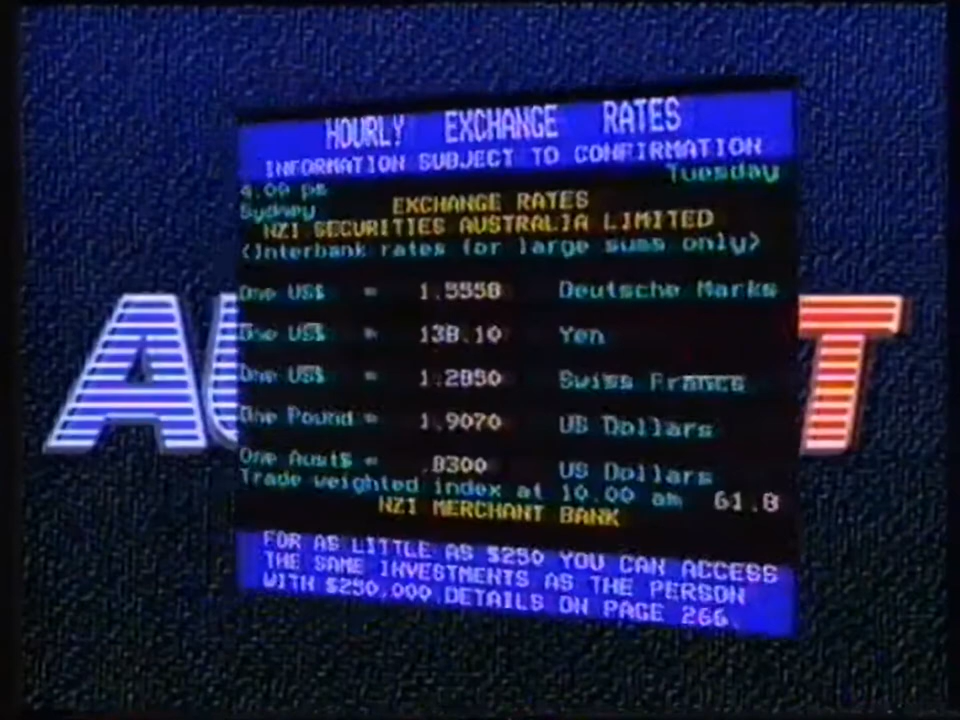 HOURLY EXCHANGE RATES
INFORMATION SUBJECT TO CONFIRMATION
Tuesday
4.00 pm
Sydney
EXCHANGE RATES
NZI SECURITIES AUSTRALIA LIMITED
(Interbank rates for large sums only)
One US$ = 1.5550 Deutsche Marks
One US$ = 138.10 Yen
One US$ = 1.2850 Swiss Francs
One Pound = 1.9070 US Dollars
One Aust$ = .8300 US Dollars
Trade weighted index at 10.00 am 61.8
NZI MERCHANT BANK
FOR AS LITTLE AS $250 YOU CAN ACCESS
THE SAME INVESTMENTS AS THE PERSON
WITH $250,000.DETAILS ON PAGE 266.
AU T